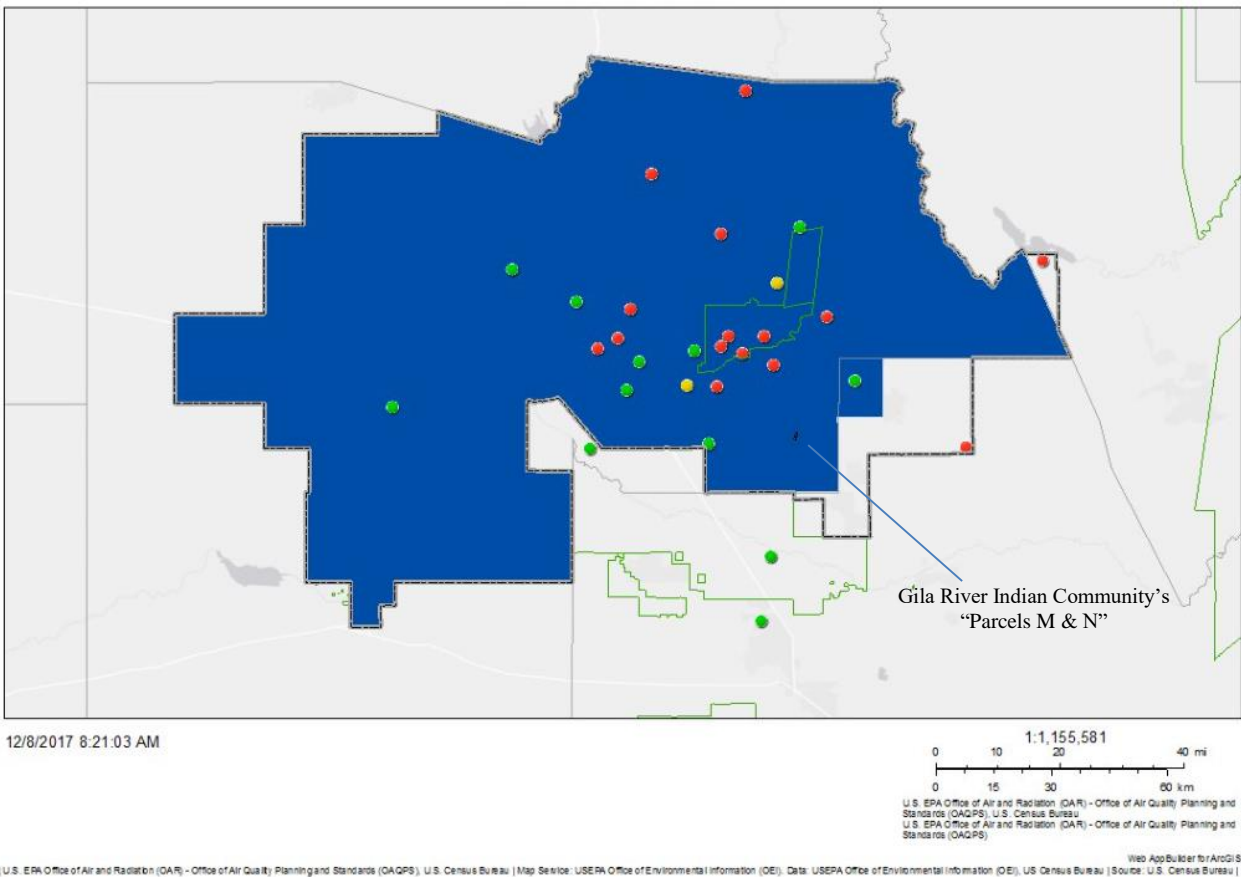 Gila River Indian Community's
"Parcels M & N"
12/8/2017 8:21:03 AM
1:1,155,581
0 10 20 40 mi
0 15 30 60 km
U.S. EPA Office of Air and Radiation (OAR) - Office of Air Quality Planning and
Standards (OAQPS), U.S. Census Bureau
U.S. EPA Office of Air and Radiation (OAR) - Office of Air Quality Planning and
Standards (OAQPS)
Web AppBuilder for ArcGIS
U.S. EPA Office of Air and Radiation (OAR) - Office of Air Quality Planning and Standards (OAQPS), U.S. Census Bureau | Map Service: USEPA Office of Environmental Information (OEI), Data: USEPA Office of Environmental Information (OEI), US Census Bureau | Source: U.S. Census Bureau |